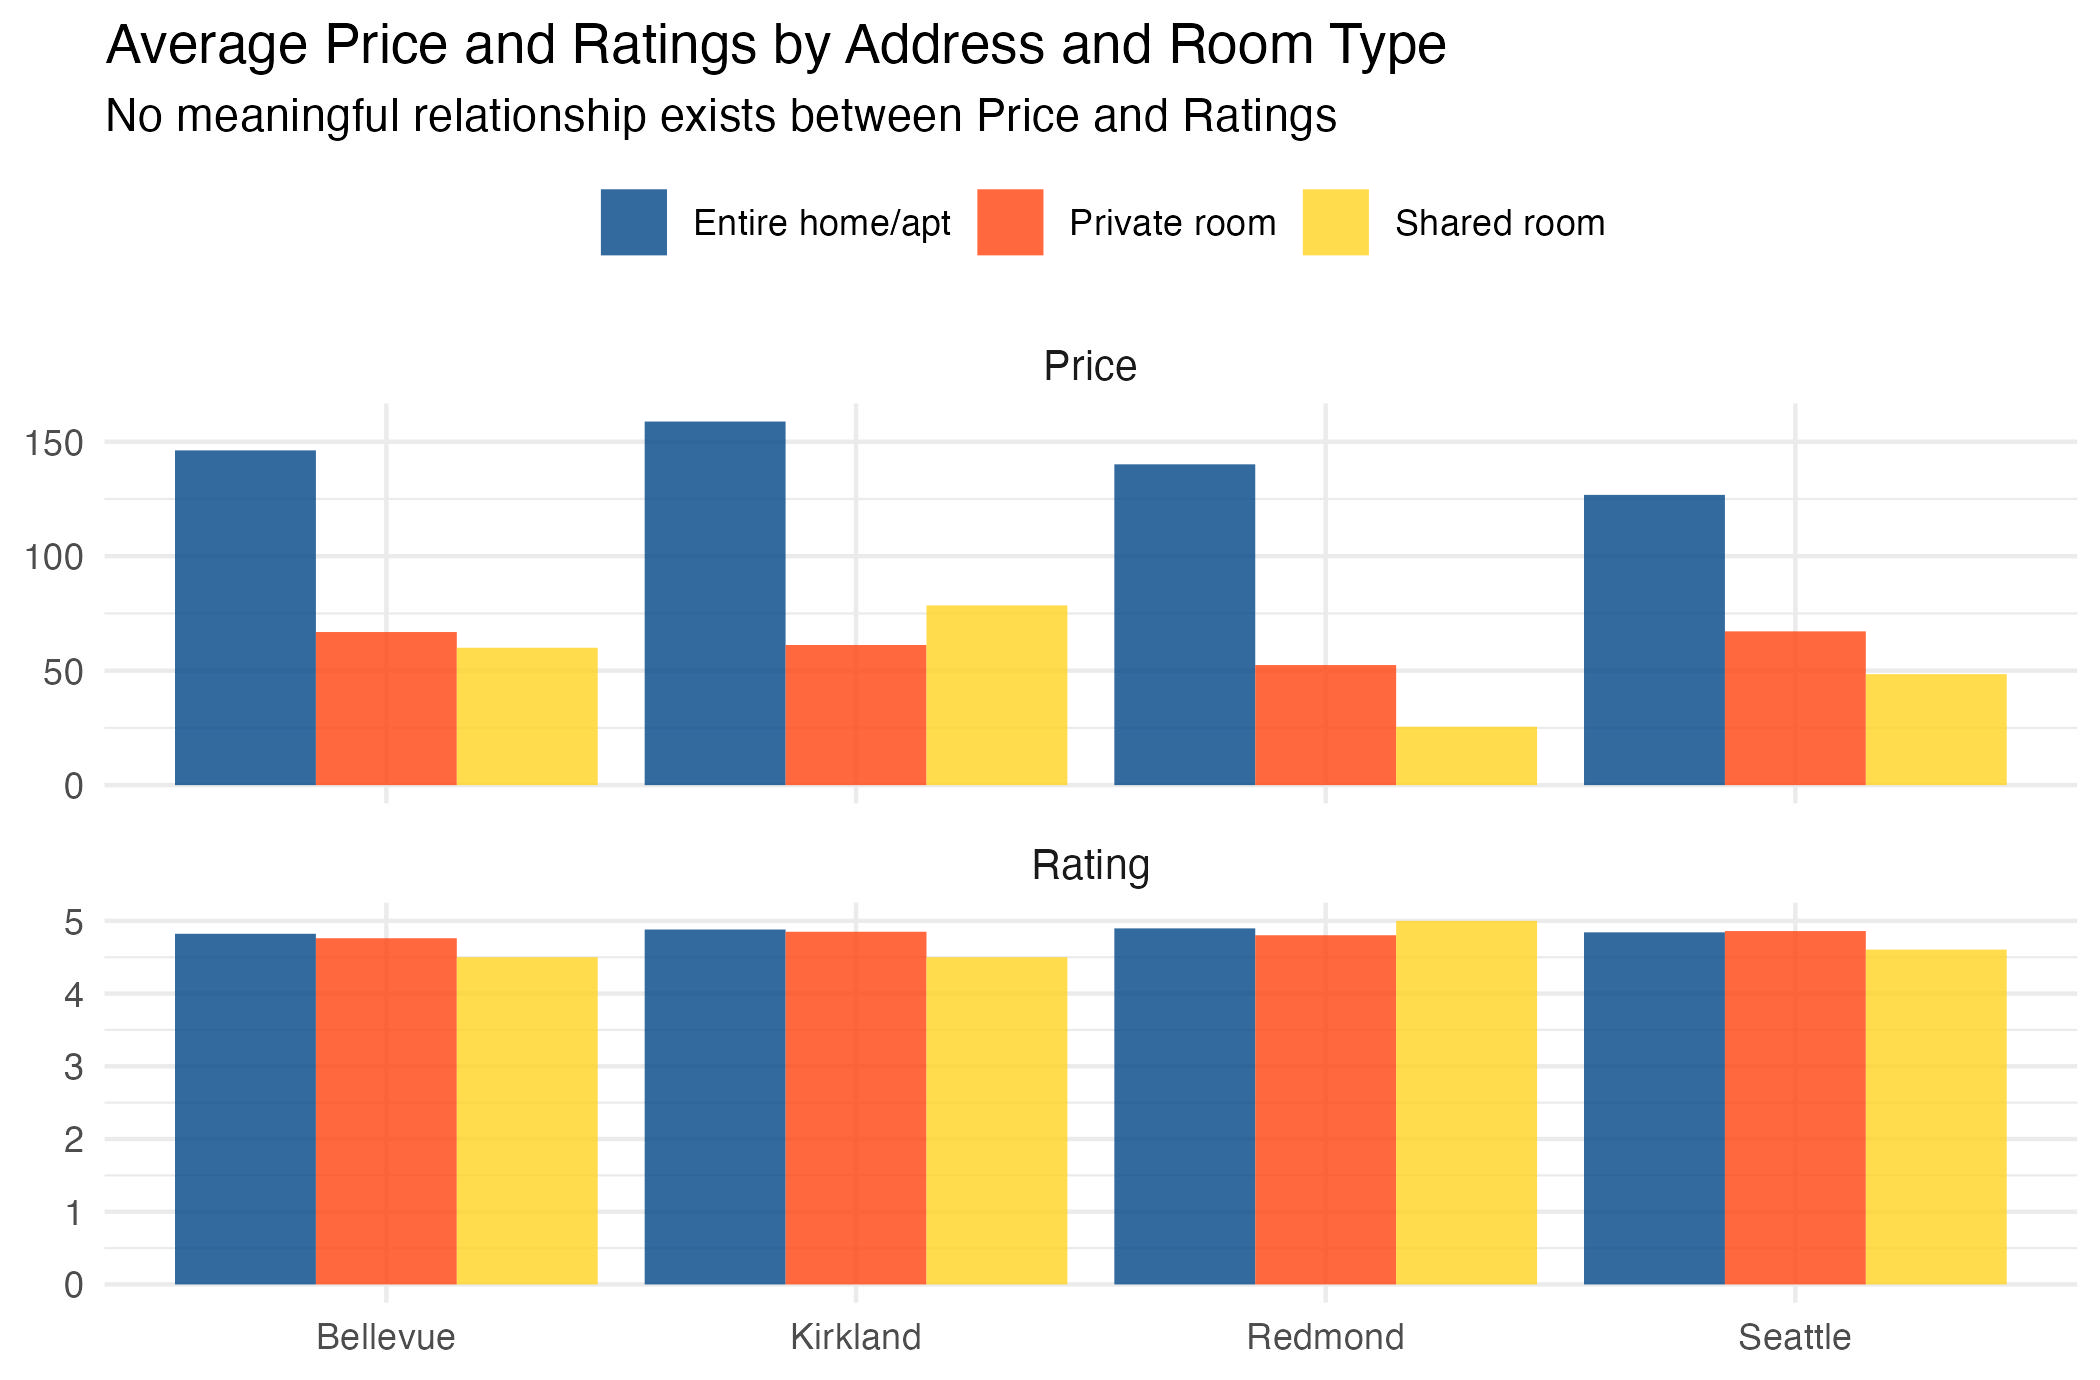 Average Price and Ratings by Address and Room Type
No meaningful relationship exists between Price and Ratings
Entire home/apt Private room Shared room
Price
150
100
50
0
Rating
5
4
3
2
1
0
Bellevue Kirkland Redmond Seattle